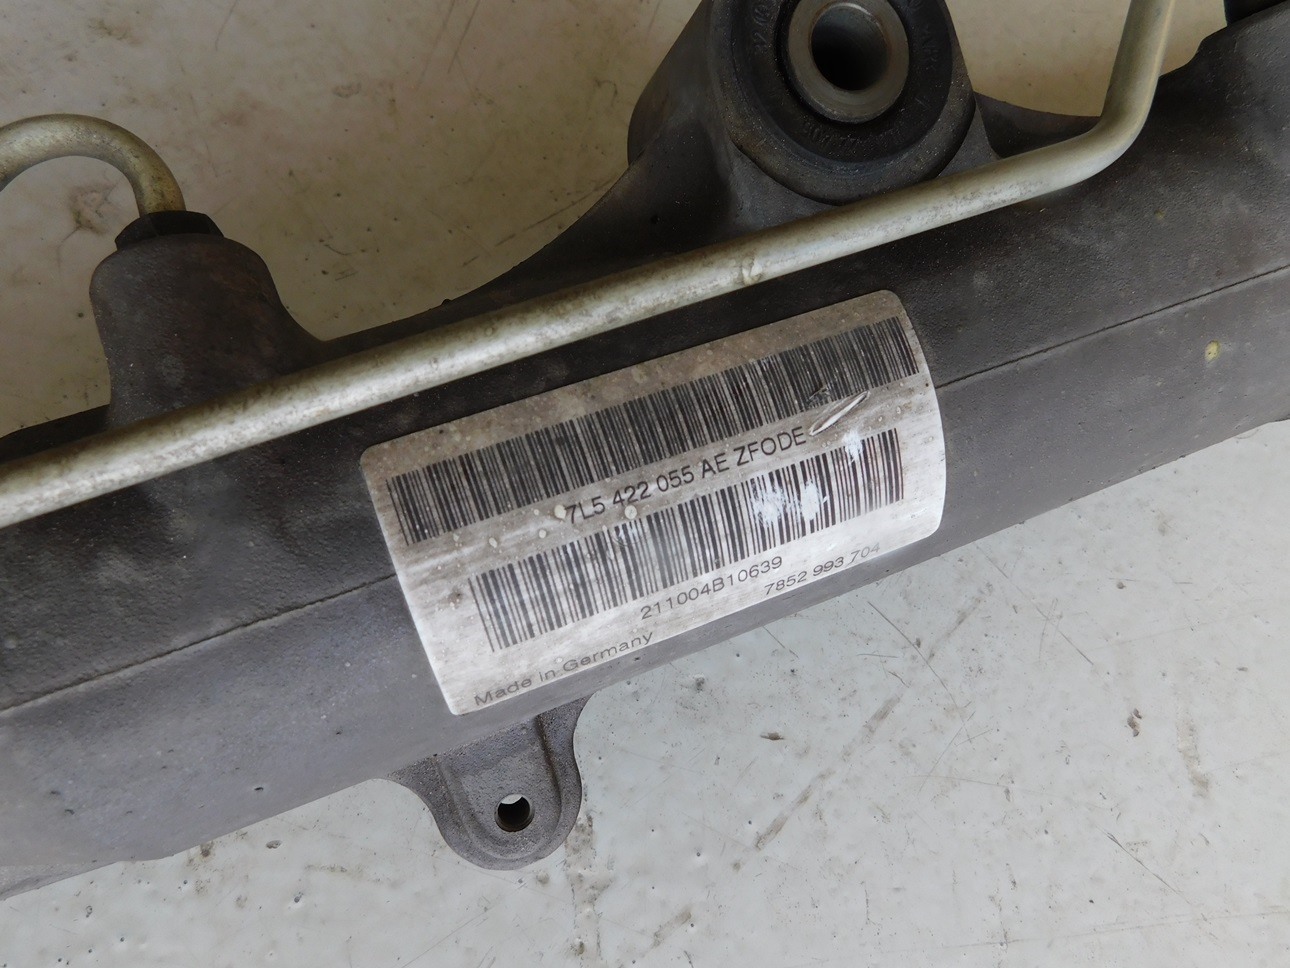 7L5 422 055 AE ZFODE
211004B10639
7852 993 704
Made in Germany